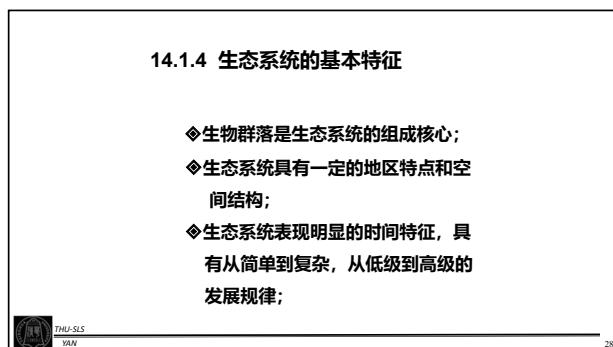 14.1.4 生态系统的基本特征
◈生物群落是生态系统的组成核心；
◈生态系统具有一定的地区特点和空
间结构；
◈生态系统表现明显的时间特征，具
有从简单到复杂，从低级到高级的
发展规律；
THU-SLS
YAN
28